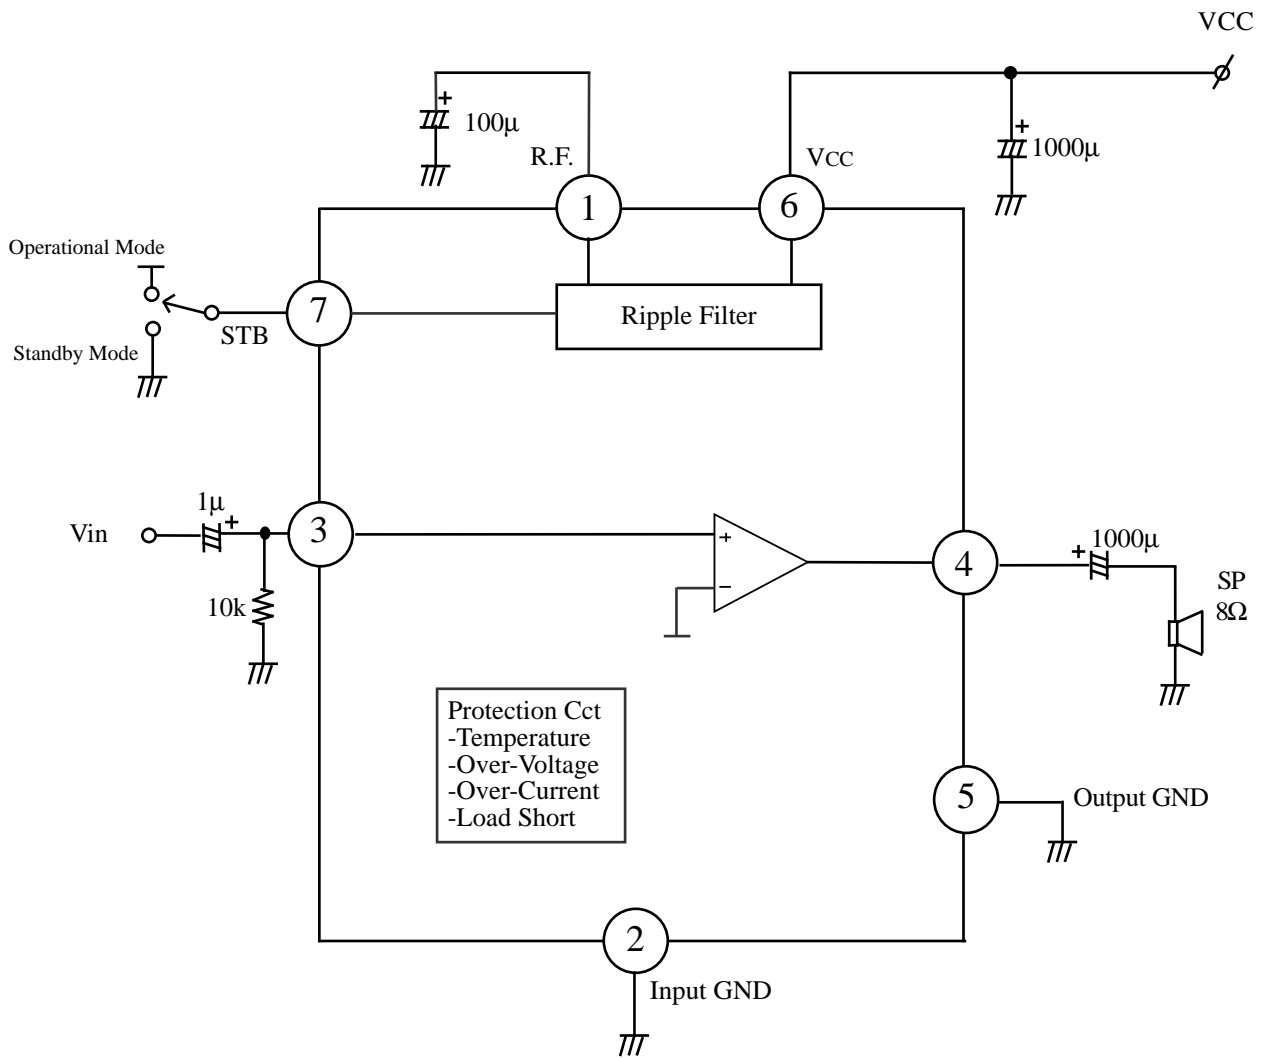 VCC
+
100μ
+
1000μ
R.F.
VCC
1
6
Operational Mode
7
Ripple Filter
STB
Standby Mode
1μ
+
Vin
3
+
-
10k
4
+
1000μ
SP
8Ω
Protection Cct
-Temperature
-Over-Voltage
-Over-Current
-Load Short
5
Output GND
2
Input GND